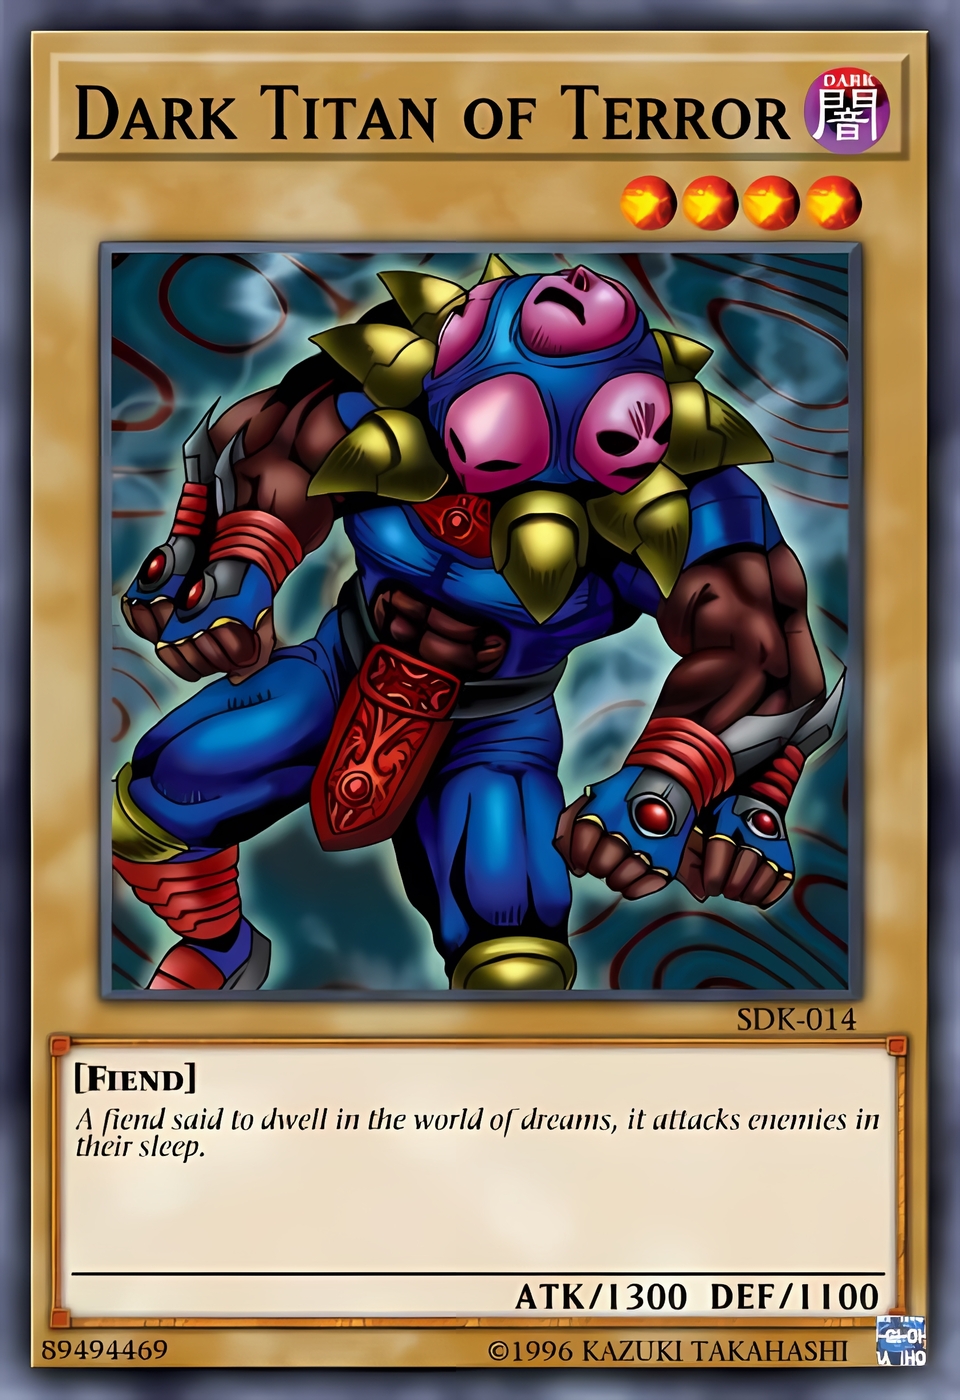 DARK TITAN OF TERROR
DARK
闇
SDK-014
[FIEND]
A fiend said to dwell in the world of dreams, it attacks enemies in
their sleep.
ATK/1300 DEF/1100
89494469
©1996 KAZUKI TAKAHASHI